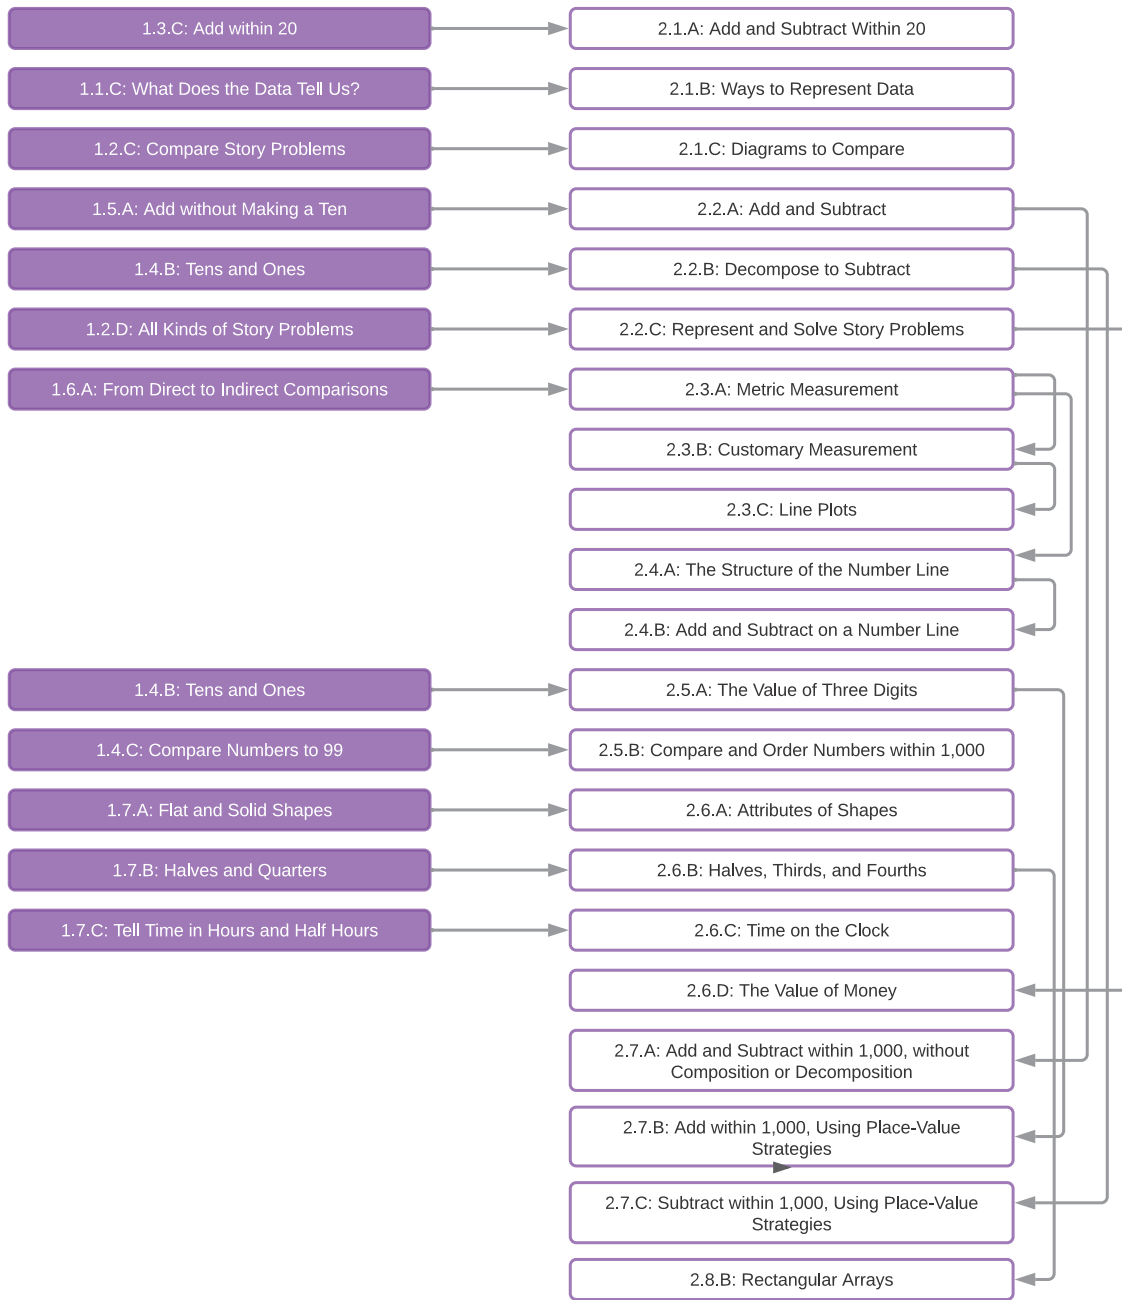 1.3.C: Add within 20
2.1.A: Add and Subtract Within 20
1.1.C: What Does the Data Tell Us?
2.1.B: Ways to Represent Data
1.2.C: Compare Story Problems
2.1.C: Diagrams to Compare
1.5.A: Add without Making a Ten
2.2.A: Add and Subtract
1.4.B: Tens and Ones
2.2.B: Decompose to Subtract
1.2.D: All Kinds of Story Problems
2.2.C: Represent and Solve Story Problems
1.6.A: From Direct to Indirect Comparisons
2.3.A: Metric Measurement
2.3.B: Customary Measurement
2.3.C: Line Plots
2.4.A: The Structure of the Number Line
2.4.B: Add and Subtract on a Number Line
1.4.B: Tens and Ones
2.5.A: The Value of Three Digits
1.4.C: Compare Numbers to 99
2.5.B: Compare and Order Numbers within 1,000
1.7.A: Flat and Solid Shapes
2.6.A: Attributes of Shapes
1.7.B: Halves and Quarters
2.6.B: Halves, Thirds, and Fourths
1.7.C: Tell Time in Hours and Half Hours
2.6.C: Time on the Clock
2.6.D: The Value of Money
2.7.A: Add and Subtract within 1,000, without
Composition or Decomposition
2.7.B: Add within 1,000, Using Place-Value
Strategies
2.7.C: Subtract within 1,000, Using Place-Value
Strategies
2.8.B: Rectangular Arrays